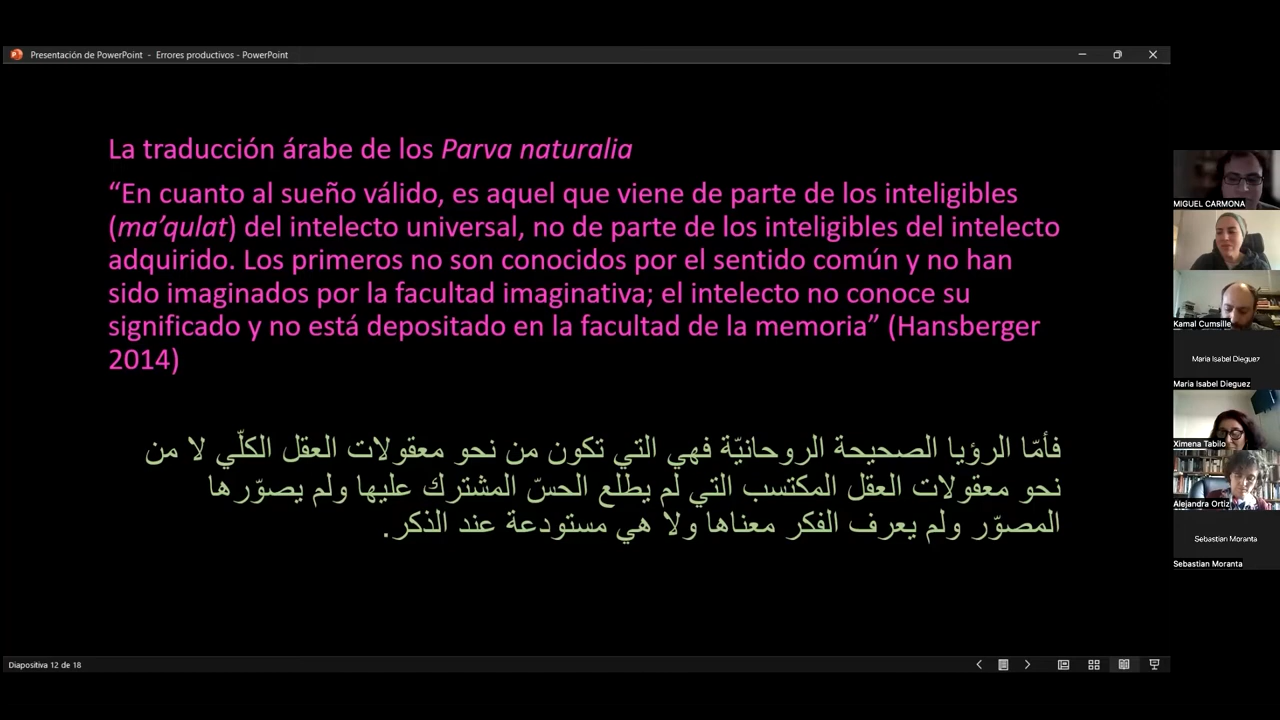 Presentación de PowerPoint - Errores productivos - PowerPoint
La traducción árabe de los Parva naturalia
“En cuanto al sueño válido, es aquel que viene de parte de los inteligibles
(ma’qulat) del intelecto universal, no de parte de los inteligibles del intelecto
adquirido. Los primeros no son conocidos por el sentido común y no han
sido imaginados por la facultad imaginativa; el intelecto no conoce su
significado y no está depositado en la facultad de la memoria” (Hansberger
2014)
فأمّا الرؤيا الصحيحة الروحانيّة فهي التي تكون من نحو معقولات العقل الكلّي لا من
نحو معقولات العقل المكتسب التي لم يطلع الحسّ المشترك عليها ولم يصوّرها
المصوّر ولم يعرف الفكر معناها ولا هي مستودعة عند الذكر.
Diapositiva 12 de 18
MIGUEL CARMONA
Kamal Cumsille
Maria Isabel Dieguez
Maria Isabel Dieguez
Ximena Tabilo
Alejandra Ortiz
Sebastian Moranta
Sebastian Moranta